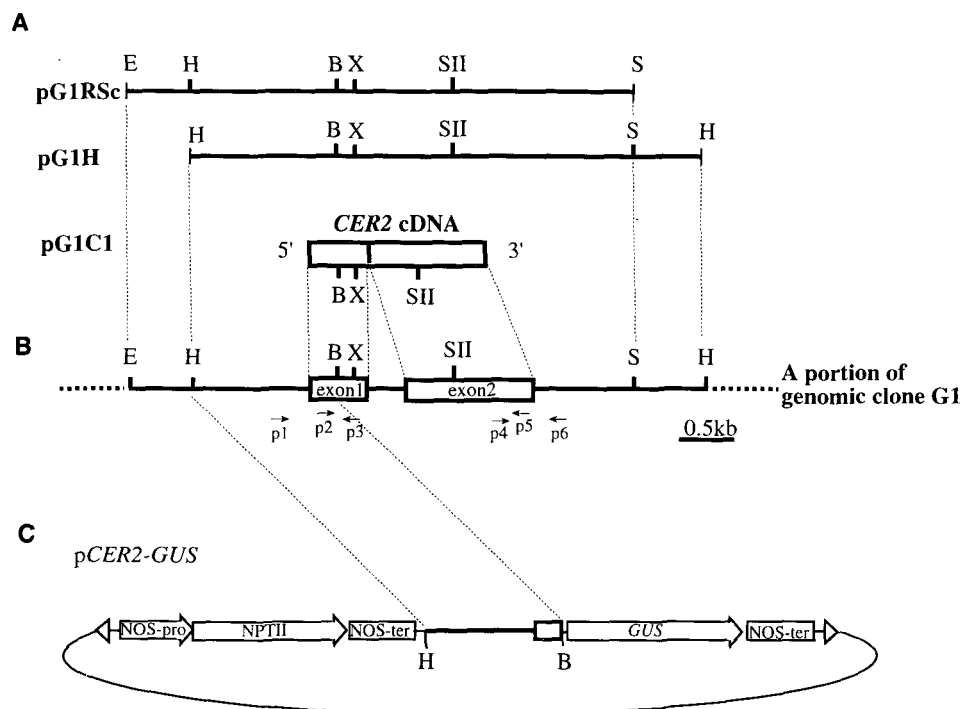 A
E H B X SII S
pG1RSc
H B X SII S H
pG1H
CER2 cDNA
pG1C1 5' 3'
B X SII
B
E H B X SII S H
exon1 exon2
A portion of
genomic clone G1
p1 p2 p3 p4 p5 p6
0.5kb
C
pCER2-GUS
NOS-pro NPTII NOS-ter GUS NOS-ter
H B